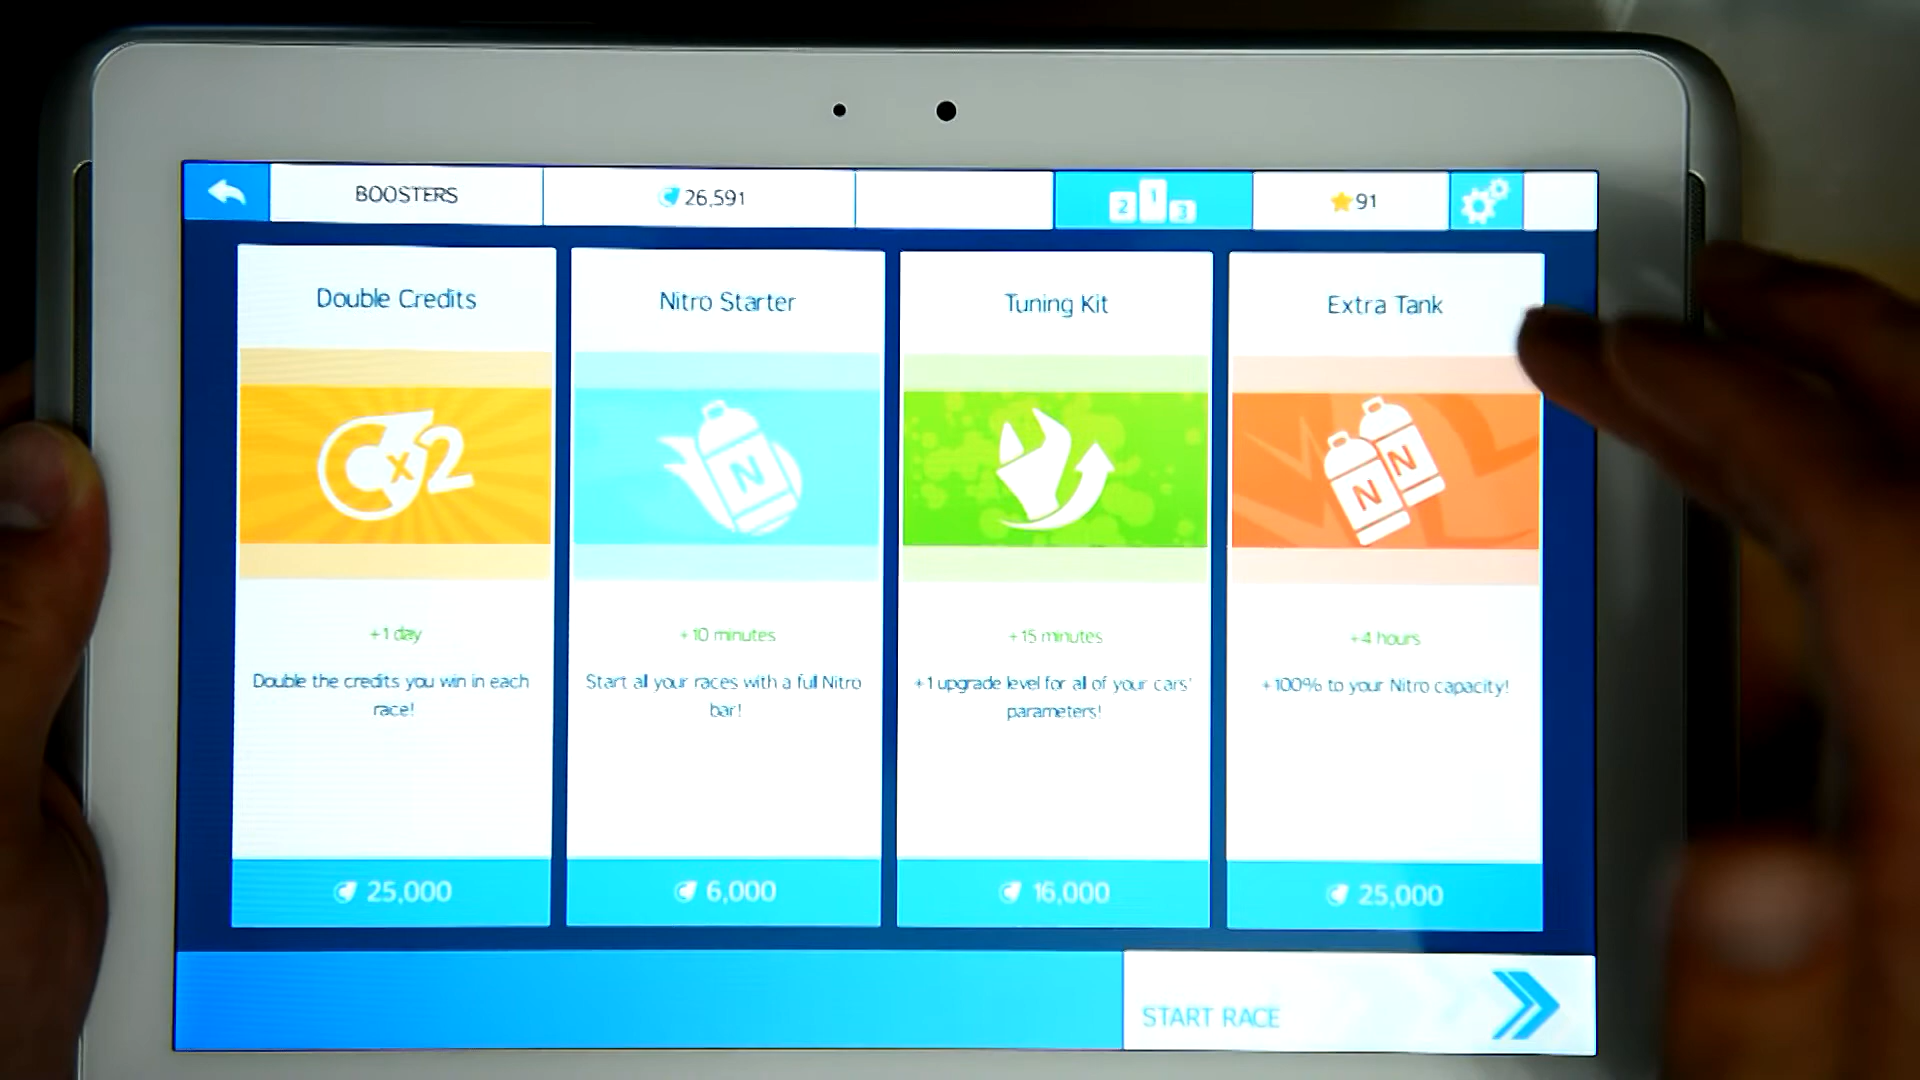 BOOSTERS
26,591
2 1 3
91
Double Credits
Nitro Starter
Tuning Kit
Extra Tank
C x2
N
N N
+1 day
+10 minutes
+15 minutes
+4 hours
Double the credits you win in each
race!
Start all your races with a full Nitro
bar!
+1 upgrade level for all of your cars'
parameters!
+100% to your Nitro capacity!
25,000
6,000
16,000
25,000
START RACE